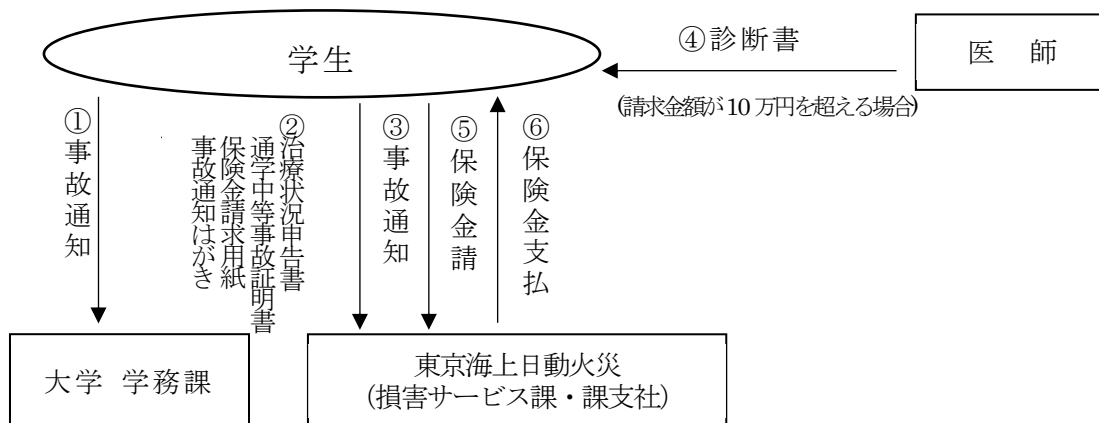 学生
④診断書
医 師
(請求金額が10万円を超える場合)
①事故通知
②治療状況申告書
通学中等事故証明書
保険金請求用紙
事故通知はがき
③事故通知
⑤保険金請
⑥保険金支払
大学 学務課
東京海上日動火災
(損害サービス課・課支社)